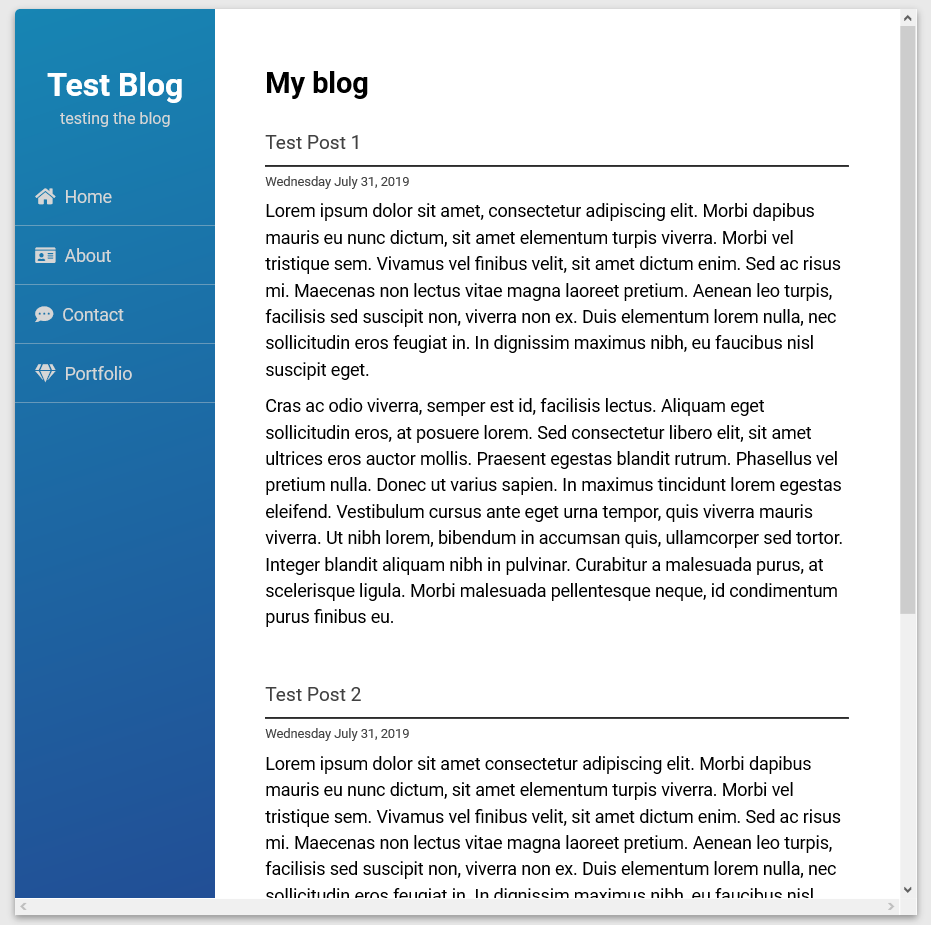 Test Blog
testing the blog
Home
About
Contact
Portfolio
My blog
Test Post 1
Wednesday July 31, 2019
Lorem ipsum dolor sit amet, consectetur adipiscing elit. Morbi dapibus
mauris eu nunc dictum, sit amet elementum turpis viverra. Morbi vel
tristique sem. Vivamus vel finibus velit, sit amet dictum enim. Sed ac risus
mi. Maecenas non lectus vitae magna laoreet pretium. Aenean leo turpis,
facilisis sed suscipit non, viverra non ex. Duis elementum lorem nulla, nec
sollicitudin eros feugiat in. In dignissim maximus nibh, eu faucibus nisl
suscipit eget.
Cras ac odio viverra, semper est id, facilisis lectus. Aliquam eget
sollicitudin eros, at posuere lorem. Sed consectetur libero elit, sit amet
ultrices eros auctor mollis. Praesent egestas blandit rutrum. Phasellus vel
pretium nulla. Donec ut varius sapien. In maximus tincidunt lorem egestas
eleifend. Vestibulum cursus ante eget urna tempor, quis viverra mauris
viverra. Ut nibh lorem, bibendum in accumsan quis, ullamcorper sed tortor.
Integer blandit aliquam nibh in pulvinar. Curabitur a malesuada purus, at
scelerisque ligula. Morbi malesuada pellentesque neque, id condimentum
purus finibus eu.
Test Post 2
Wednesday July 31, 2019
Lorem ipsum dolor sit amet consectetur adipiscing elit. Morbi dapibus
mauris eu nunc dictum, sit amet elementum turpis viverra. Morbi vel
tristique sem. Vivamus vel finibus velit, sit amet dictum enim. Sed ac risus
mi. Maecenas non lectus vitae magna laoreet pretium. Aenean leo turpis,
facilisis sed suscipit non, viverra non ex. Duis elementum lorem nulla, nec
sollicitudin eros feugiat in. In dignissim maximus nibh, eu faucibus nisl